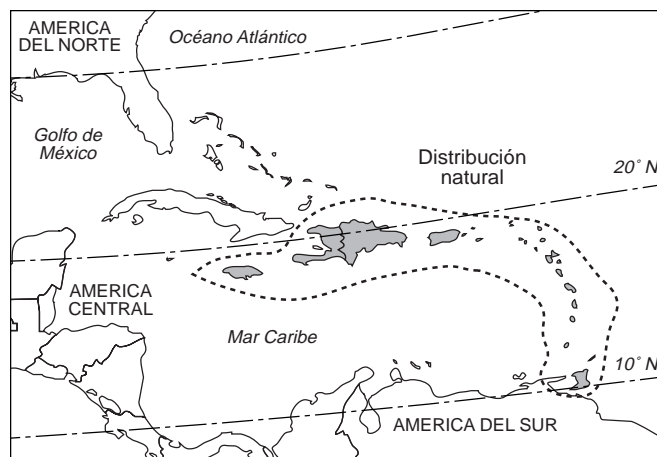 AMERICA
DEL NORTE
Océano Atlántico
Golfo de
México
Distribución
natural
20° N
AMERICA
CENTRAL
Mar Caribe
10° N
AMERICA DEL SUR